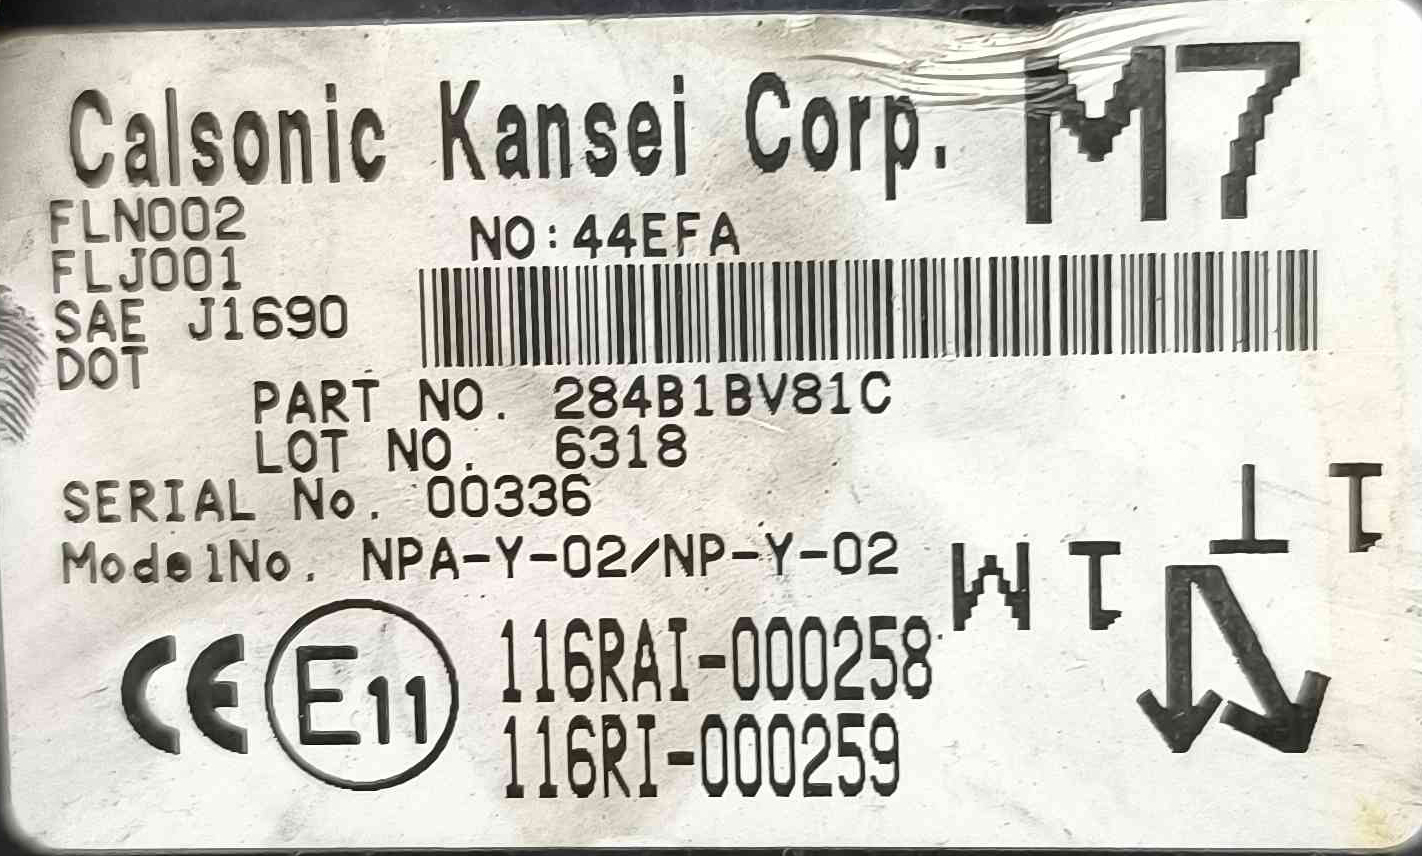 Calsonic Kansei Corp. M7
FLN002
NO:44EFA
FLJ001
SAE J1690
DOT
PART NO. 284B1BV81C
LOT NO. 6318
SERIAL No. 00336
ModelNo. NPA-Y-02/NP-Y-02
CE E11 116RAI-000258
116RI-000259